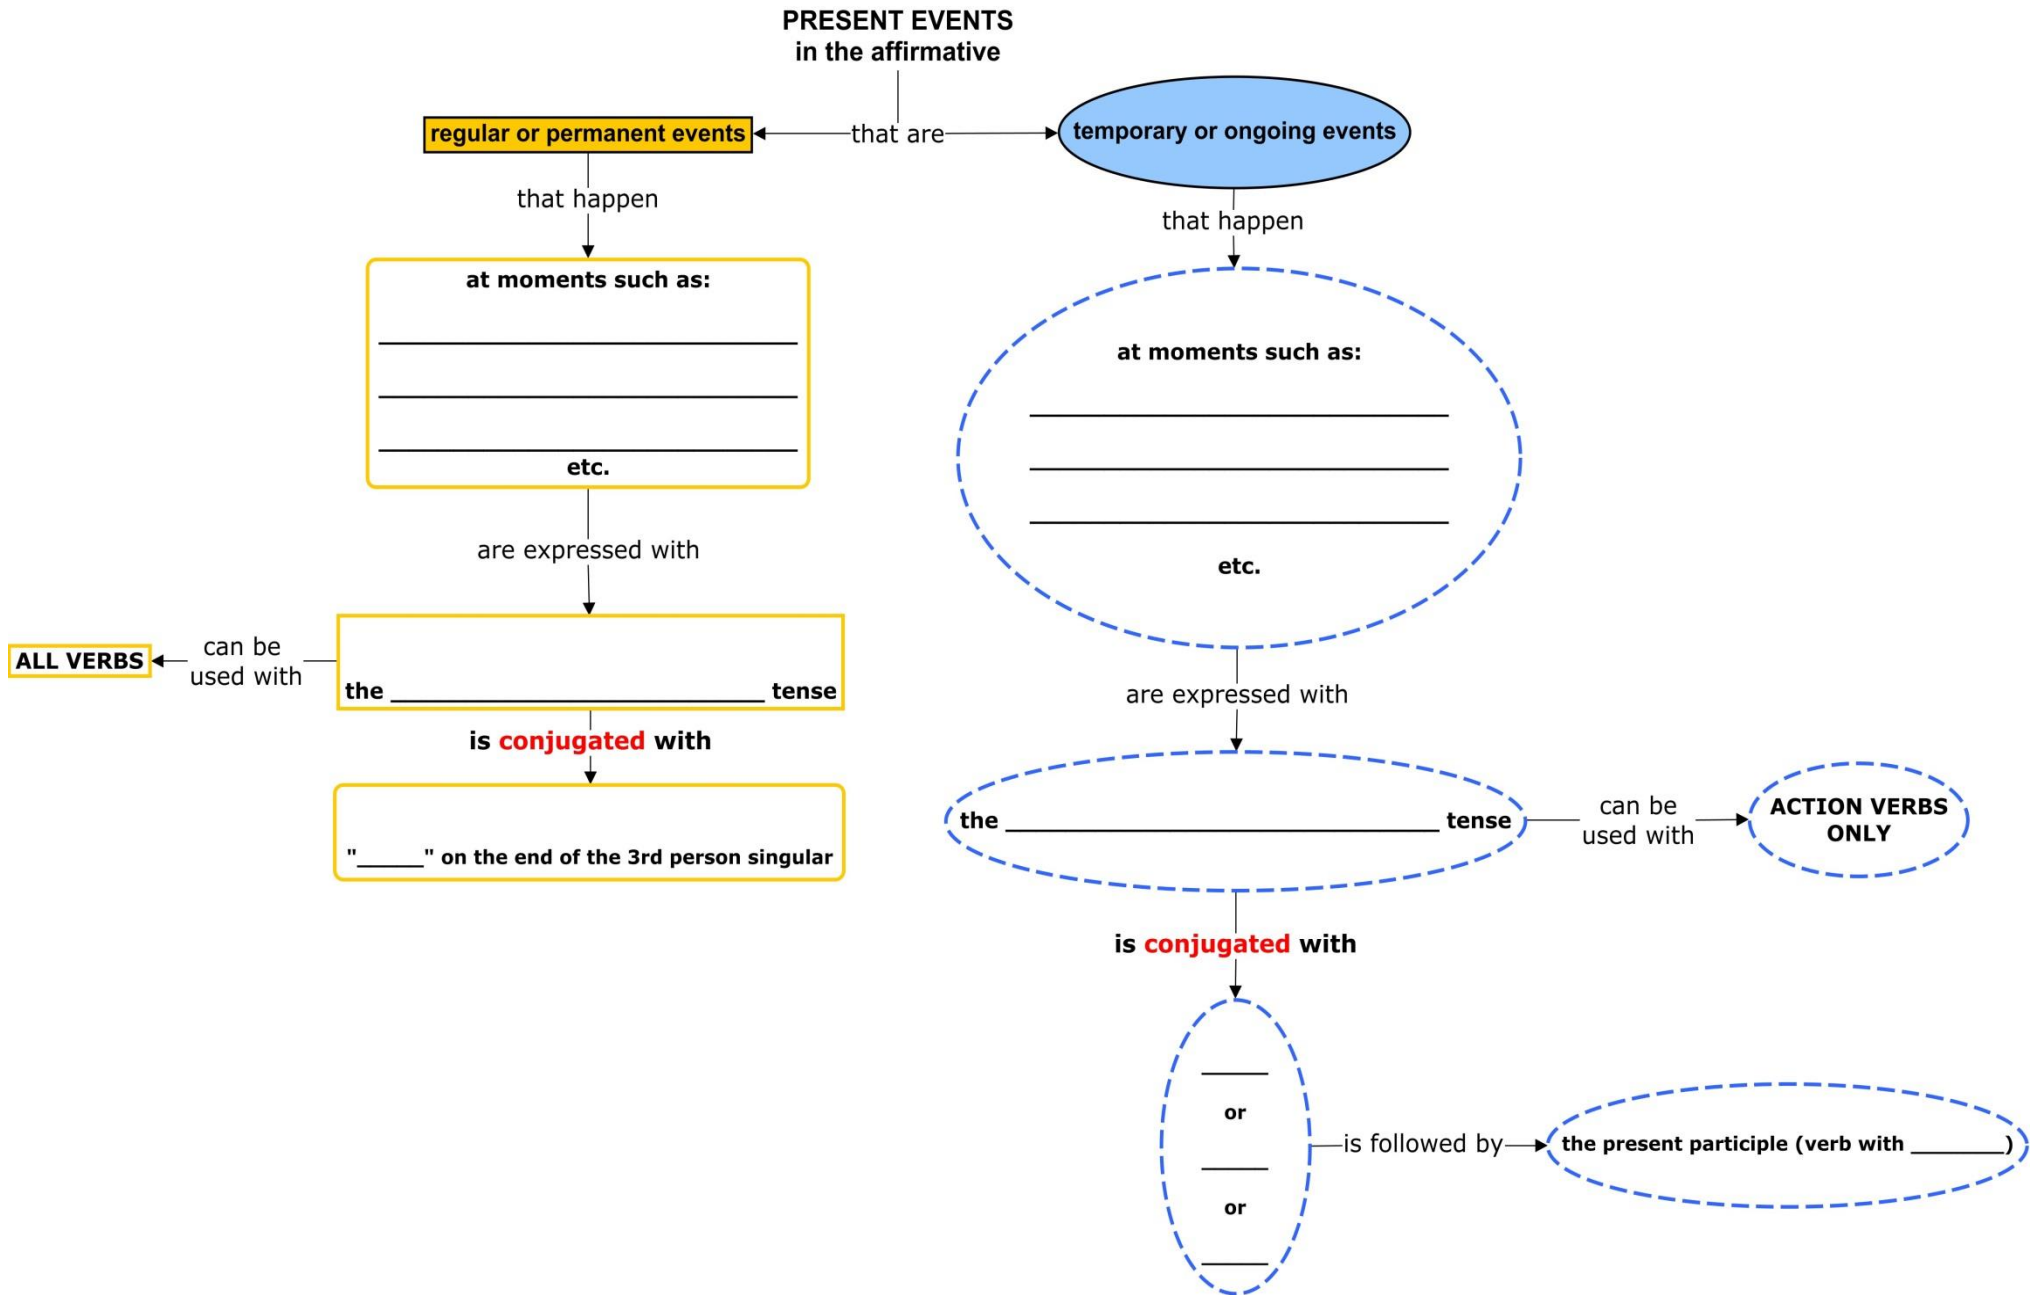 PRESENT EVENTS
in the affirmative
that are
regular or permanent events
that happen
at moments such as:
etc.
are expressed with
the ____________________ tense
can be
used with
ALL VERBS
is conjugated with
"______" on the end of the 3rd person singular
temporary or ongoing events
that happen
at moments such as:
etc.
are expressed with
the ____________________ tense
can be
used with
ACTION VERBS
ONLY
is conjugated with
or
or
is followed by
the present participle (verb with ________)